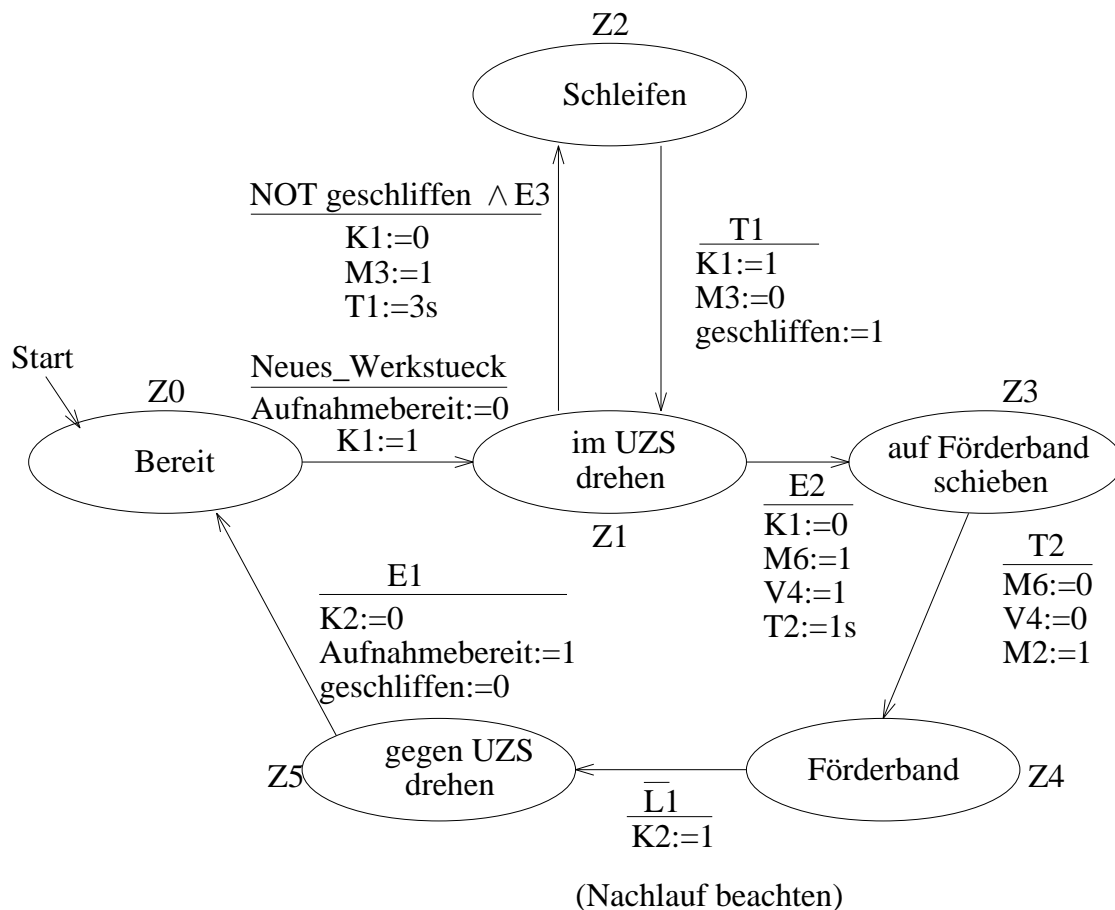 Z2
Schleifen
NOT geschliffen ∧ E3
K1:=0
M3:=1
T1:=3s
T1
K1:=1
M3:=0
geschliffen:=1
Start
Z0
Bereit
Neues_Werkstueck
Aufnahmebereit:=0
K1:=1
im UZS
drehen
Z1
Z3
auf Förderband
schieben
E2
K1:=0
M6:=1
V4:=1
T2:=1s
T2
M6:=0
V4:=0
M2:=1
E1
K2:=0
Aufnahmebereit:=1
geschliffen:=0
Z5
gegen UZS
drehen
Förderband
Z4
L̅1
K2:=1
(Nachlauf beachten)